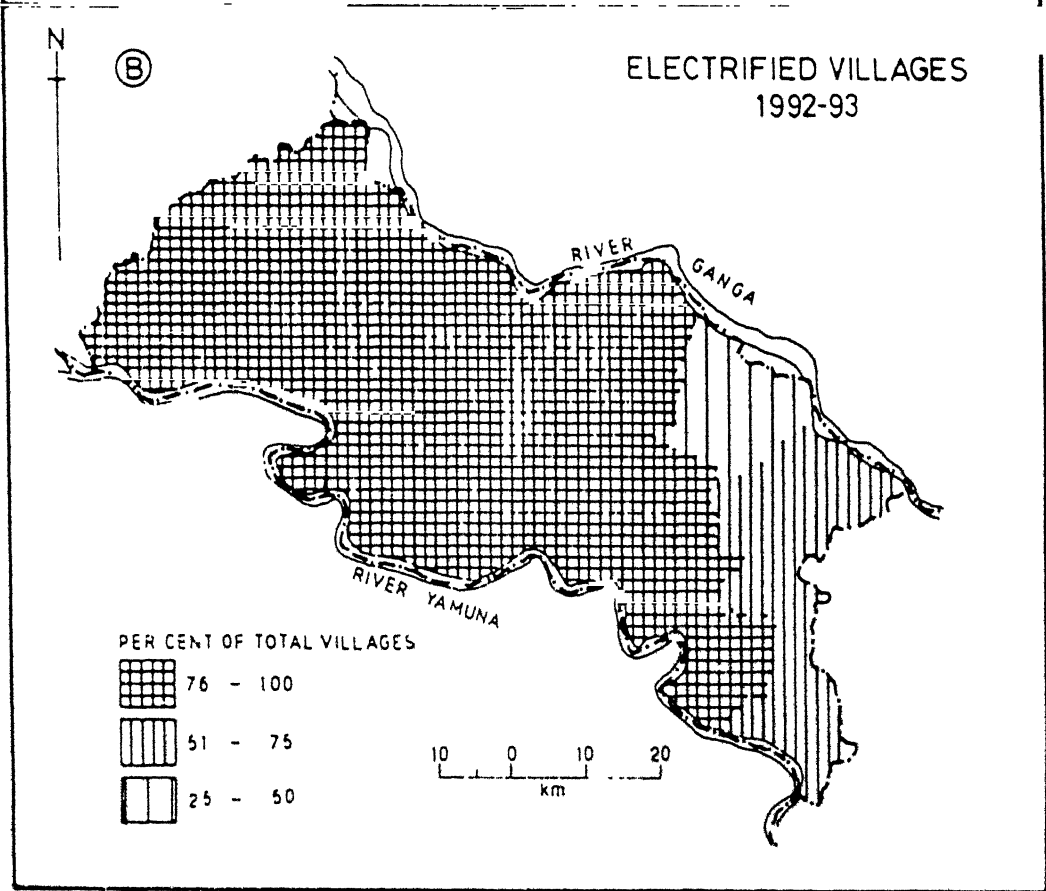 N
B
ELECTRIFIED VILLAGES
1992-93
RIVER GANGA
RIVER YAMUNA
PER CENT OF TOTAL VILLAGES
76 - 100
51 - 75
25 - 50
10 0 10 20
km